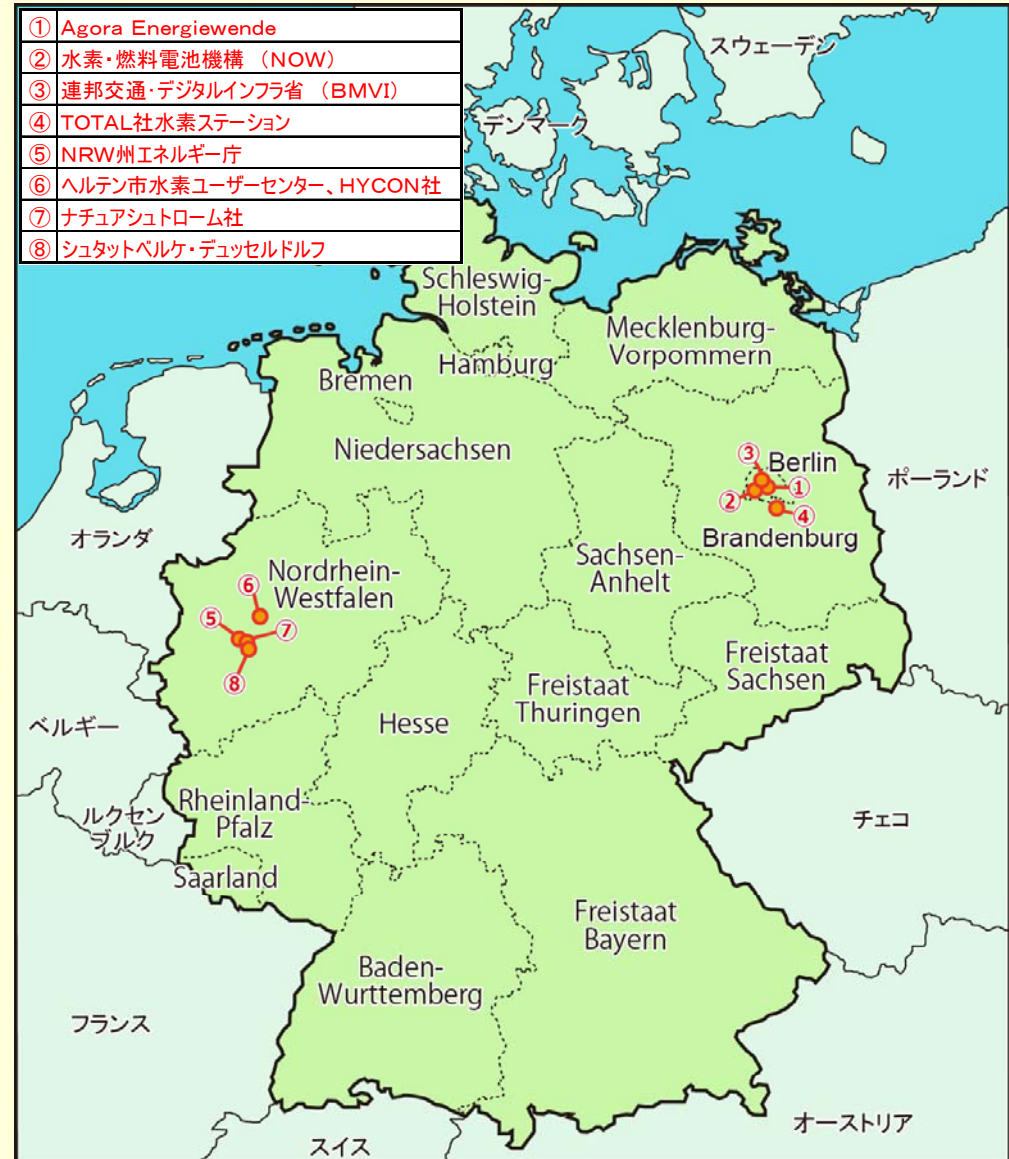 ① Agora Energiewende
② 水素・燃料電池機構 （NOW）
③ 連邦交通・デジタルインフラ省 （BMVI）
④ TOTAL社水素ステーション
⑤ NRW州エネルギー庁
⑥ ヘルテン市水素ユーザーセンター、HYCON社
⑦ ナチュアシュトローム社
⑧ シュタットベルケ・デュッセルドルフ
スウェーデン
デンマーク
Schleswig-
Holstein
Mecklenburg-
Vorpommern
Hamburg
Bremen
Niedersachsen
③
Berlin
ポーランド
②
①
④
Brandenburg
オランダ
Sachsen-
Anhelt
Nordrhein-
Westfalen
⑥
⑤
⑦
⑧
Freistaat
Sachsen
Freistaat
Thuringen
Hesse
ベルギー
ルクセン
ブルク
Rheinland-
Pfalz
チェコ
Saarland
Freistaat
Bayern
Baden-
Wurttemberg
フランス
オーストリア
スイス